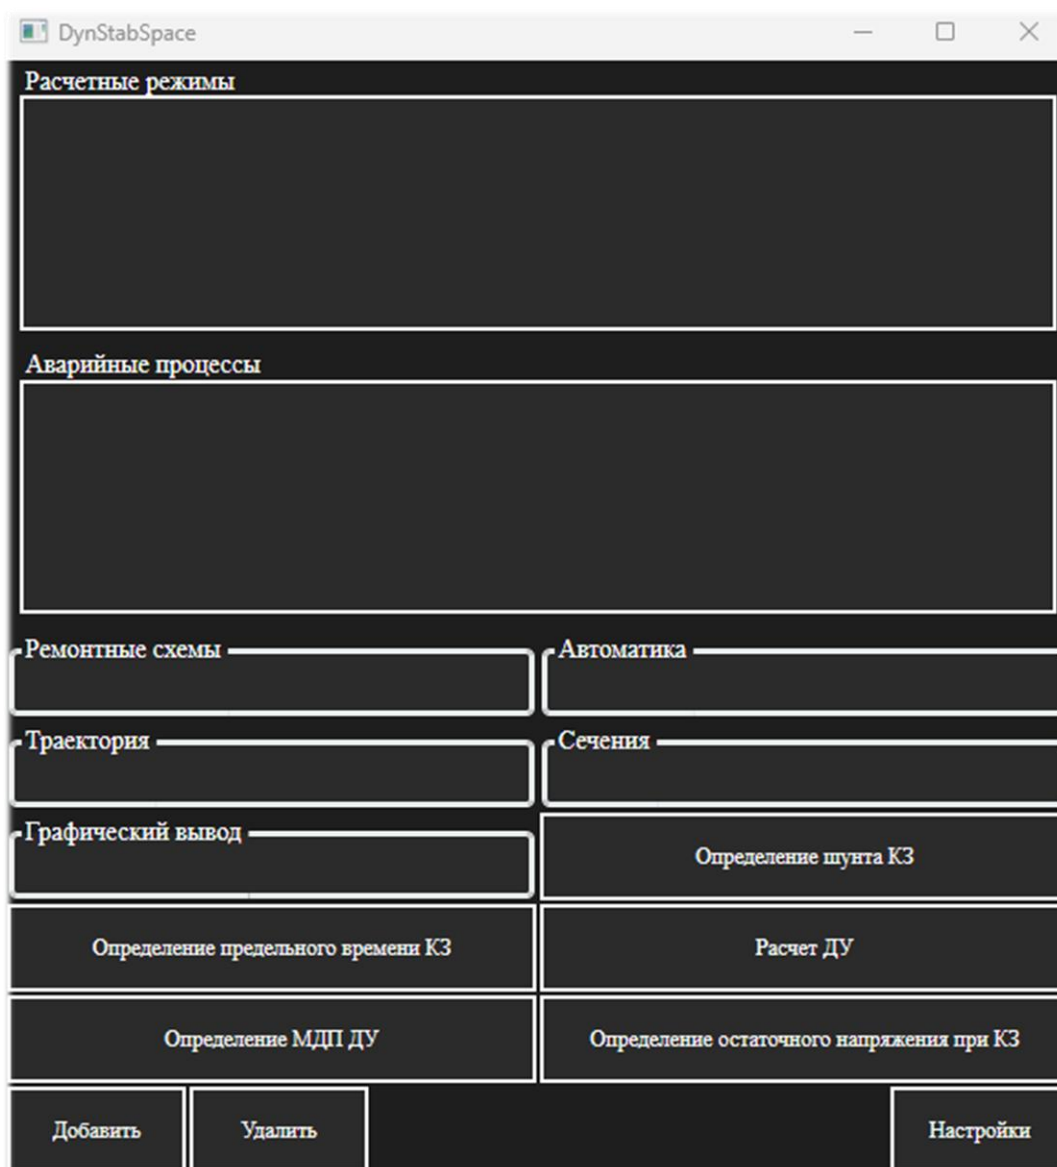 DynStabSpace
Расчетные режимы
Аварийные процессы
Ремонтные схемы
Автоматика
Траектория
Сечения
Графический вывод
Определение шунта КЗ
Определение предельного времени КЗ
Расчет ДУ
Определение МДП ДУ
Определение остаточного напряжения при КЗ
Добавить
Удалить
Настройки